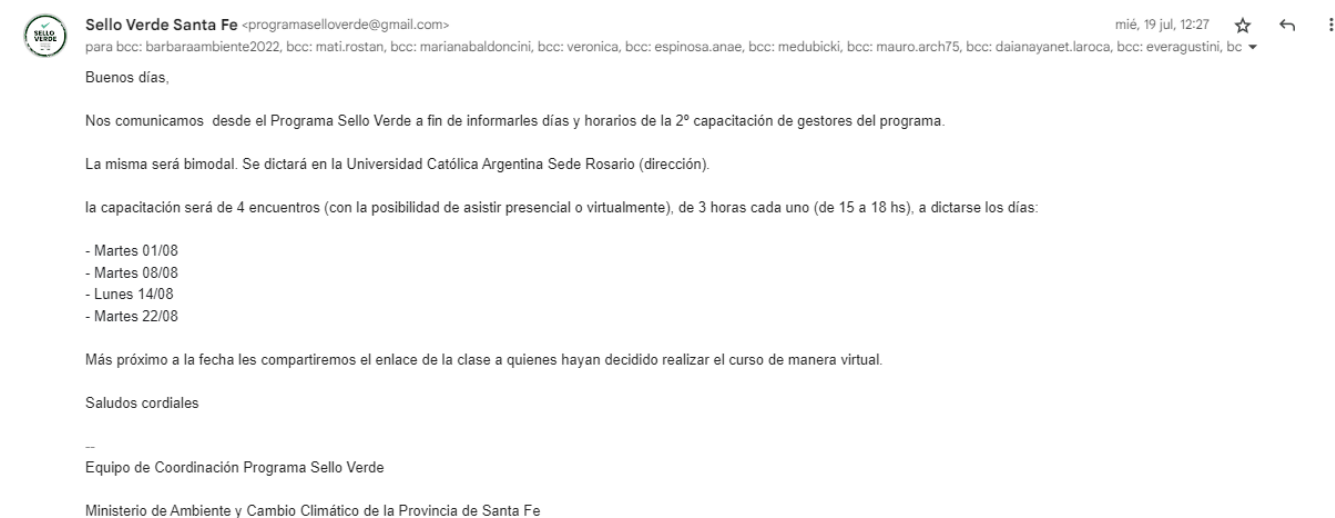 SELLO
VERDE
Sello Verde Santa Fe <programaselloverde@gmail.com>
mié, 19 jul, 12:27
para bcc: barbaraambiente2022, bcc: mati.rostan, bcc: marianabaldoncini, bcc: veronica, bcc: espinosa.anae, bcc: medubicki, bcc: mauro.arch75, bcc: daianayanet.laroca, bcc: everagustini, bc
Buenos días,
Nos comunicamos desde el Programa Sello Verde a fin de informarles días y horarios de la 2º capacitación de gestores del programa.
La misma será bimodal. Se dictará en la Universidad Católica Argentina Sede Rosario (dirección).
la capacitación será de 4 encuentros (con la posibilidad de asistir presencial o virtualmente), de 3 horas cada uno (de 15 a 18 hs), a dictarse los días:
- Martes 01/08
- Martes 08/08
- Lunes 14/08
- Martes 22/08
Más próximo a la fecha les compartiremos el enlace de la clase a quienes hayan decidido realizar el curso de manera virtual.
Saludos cordiales
--
Equipo de Coordinación Programa Sello Verde
Ministerio de Ambiente y Cambio Climático de la Provincia de Santa Fe